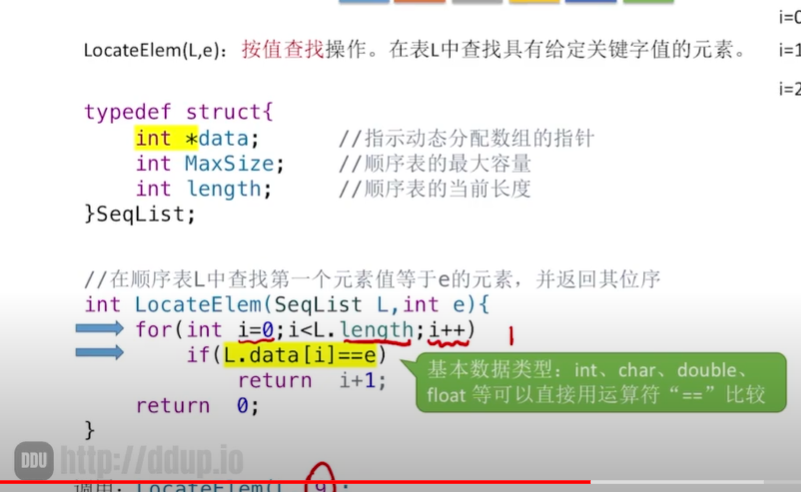 i=0
LocateElem(L,e)：按值查找操作。在表L中查找具有给定关键字值的元素。
i=1
i=2
typedef struct{
int *data; //指示动态分配数组的指针
int MaxSize; //顺序表的最大容量
int length; //顺序表的当前长度
}SeqList;
//在顺序表L中查找第一个元素值等于e的元素，并返回其位序
int LocateElem(SeqList L,int e){
for(int i=0;i<L.length;i++)
if(L.data[i]==e)
return i+1;
return 0;
}
基本数据类型：int、char、double、
float 等可以直接用运算符“==”比较
DDU http://ddup.io
调用：LocateElem(L, 9);